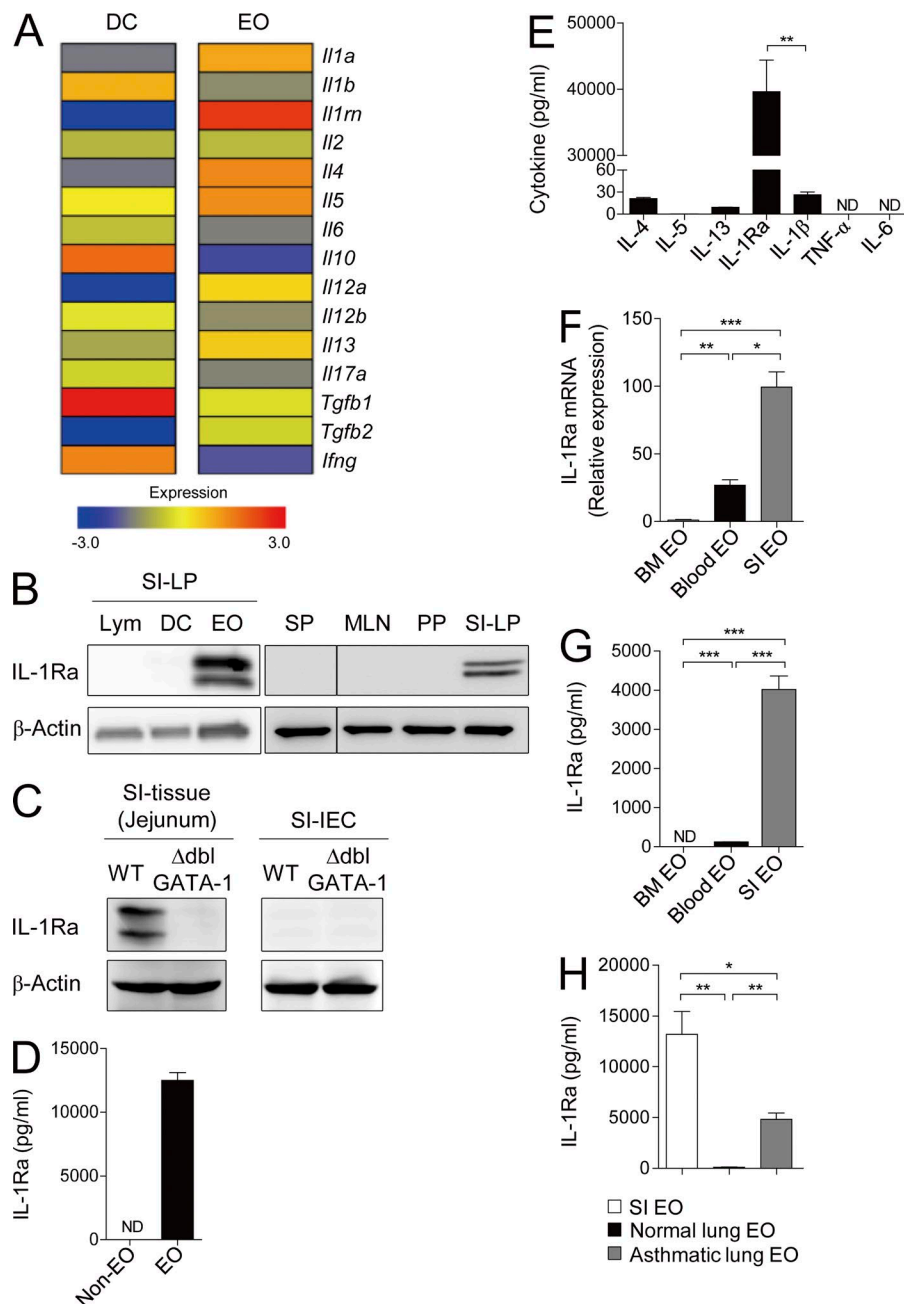 A
DC EO
Il1a
Il1b
Il1rn
Il2
Il4
Il5
Il6
Il10
Il12a
Il12b
Il13
Il17a
Tgfb1
Tgfb2
Ifng
Expression
-3.0 3.0
B
SI-LP
Lym DC EO SP MLN PP SI-LP
IL-1Ra
β-Actin
C
SI-tissue
(Jejunum)
SI-IEC
WT Δdbl GATA-1 WT Δdbl GATA-1
IL-1Ra
β-Actin
D
IL-1Ra (pg/ml)
15000
10000
5000
0
ND
Non-EO EO
E
Cytokine (pg/ml)
50000
40000
30000
60
30
0
**
ND ND
IL-4 IL-5 IL-13 IL-1Ra IL-1β TNF-α IL-6
F
IL-1Ra mRNA
(Relative expression)
150
100
50
0
***
** *
BM EO Blood EO SI EO
G
IL-1Ra (pg/ml)
5000
4000
3000
2000
1000
0
***
*** ***
ND
BM EO Blood EO SI EO
H
IL-1Ra (pg/ml)
20000
15000
10000
5000
0
*
** **
SI EO
Normal lung EO
Asthmatic lung EO